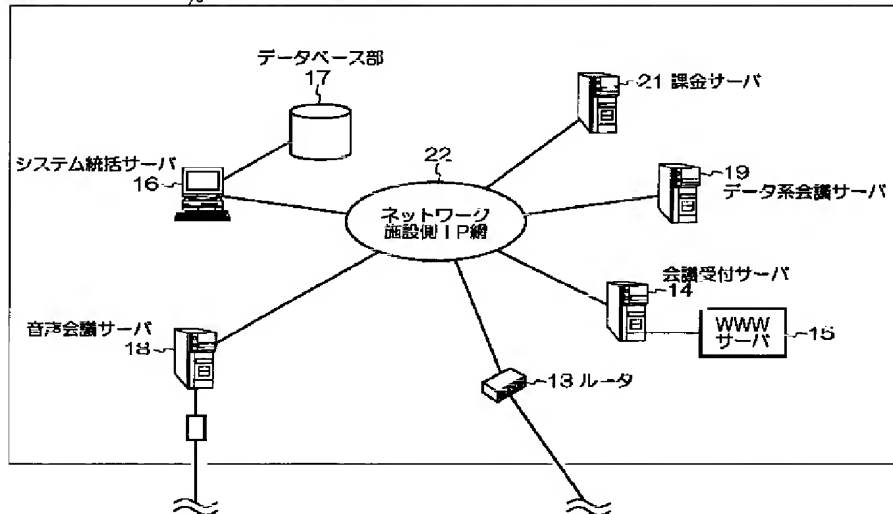 データベース部
17
21 課金サーバ
システム統括サーバ
16
22
ネットワーク
施設側IP網
19
データ系会議サーバ
会議受付サーバ
14
WWW
サーバ
15
音声会議サーバ
18
13 ルータ